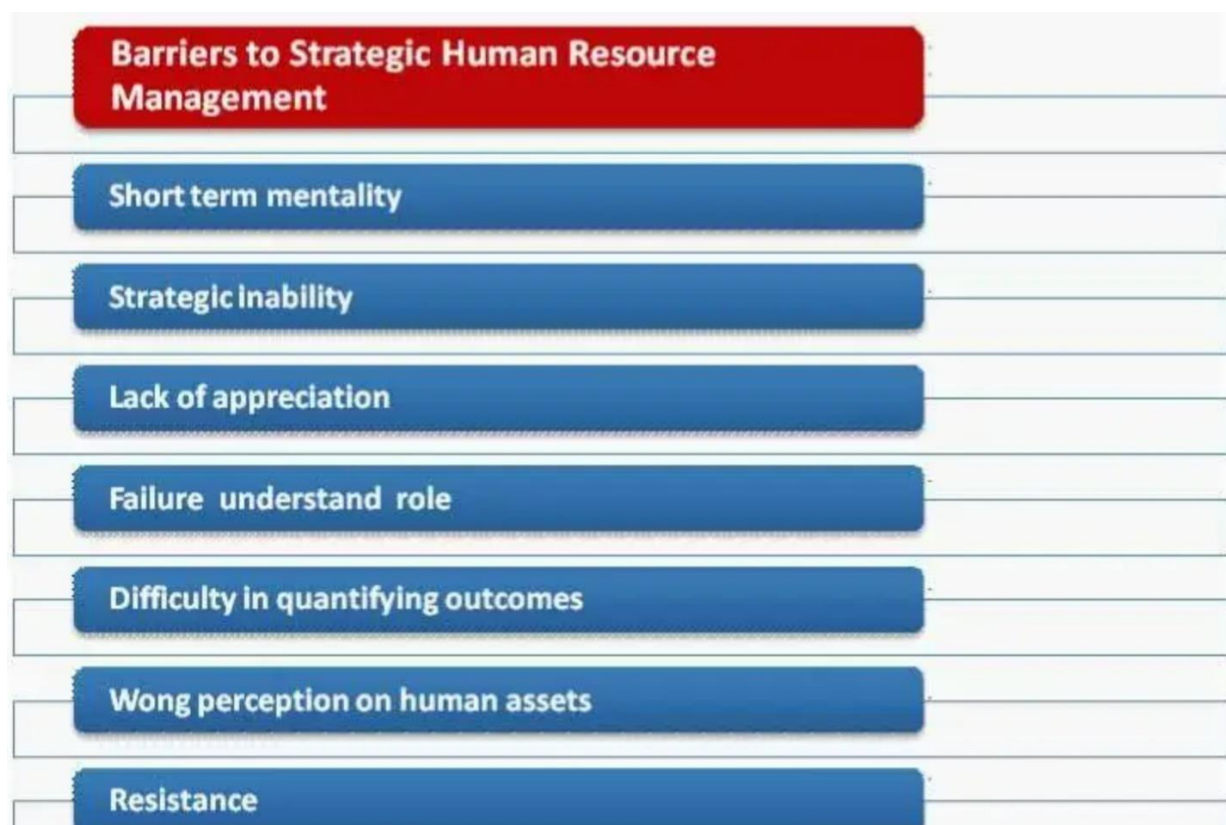 Barriers to Strategic Human Resource
Management
Short term mentality
Strategic inability
Lack of appreciation
Failure understand role
Difficulty in quantifying outcomes
Wong perception on human assets
Resistance